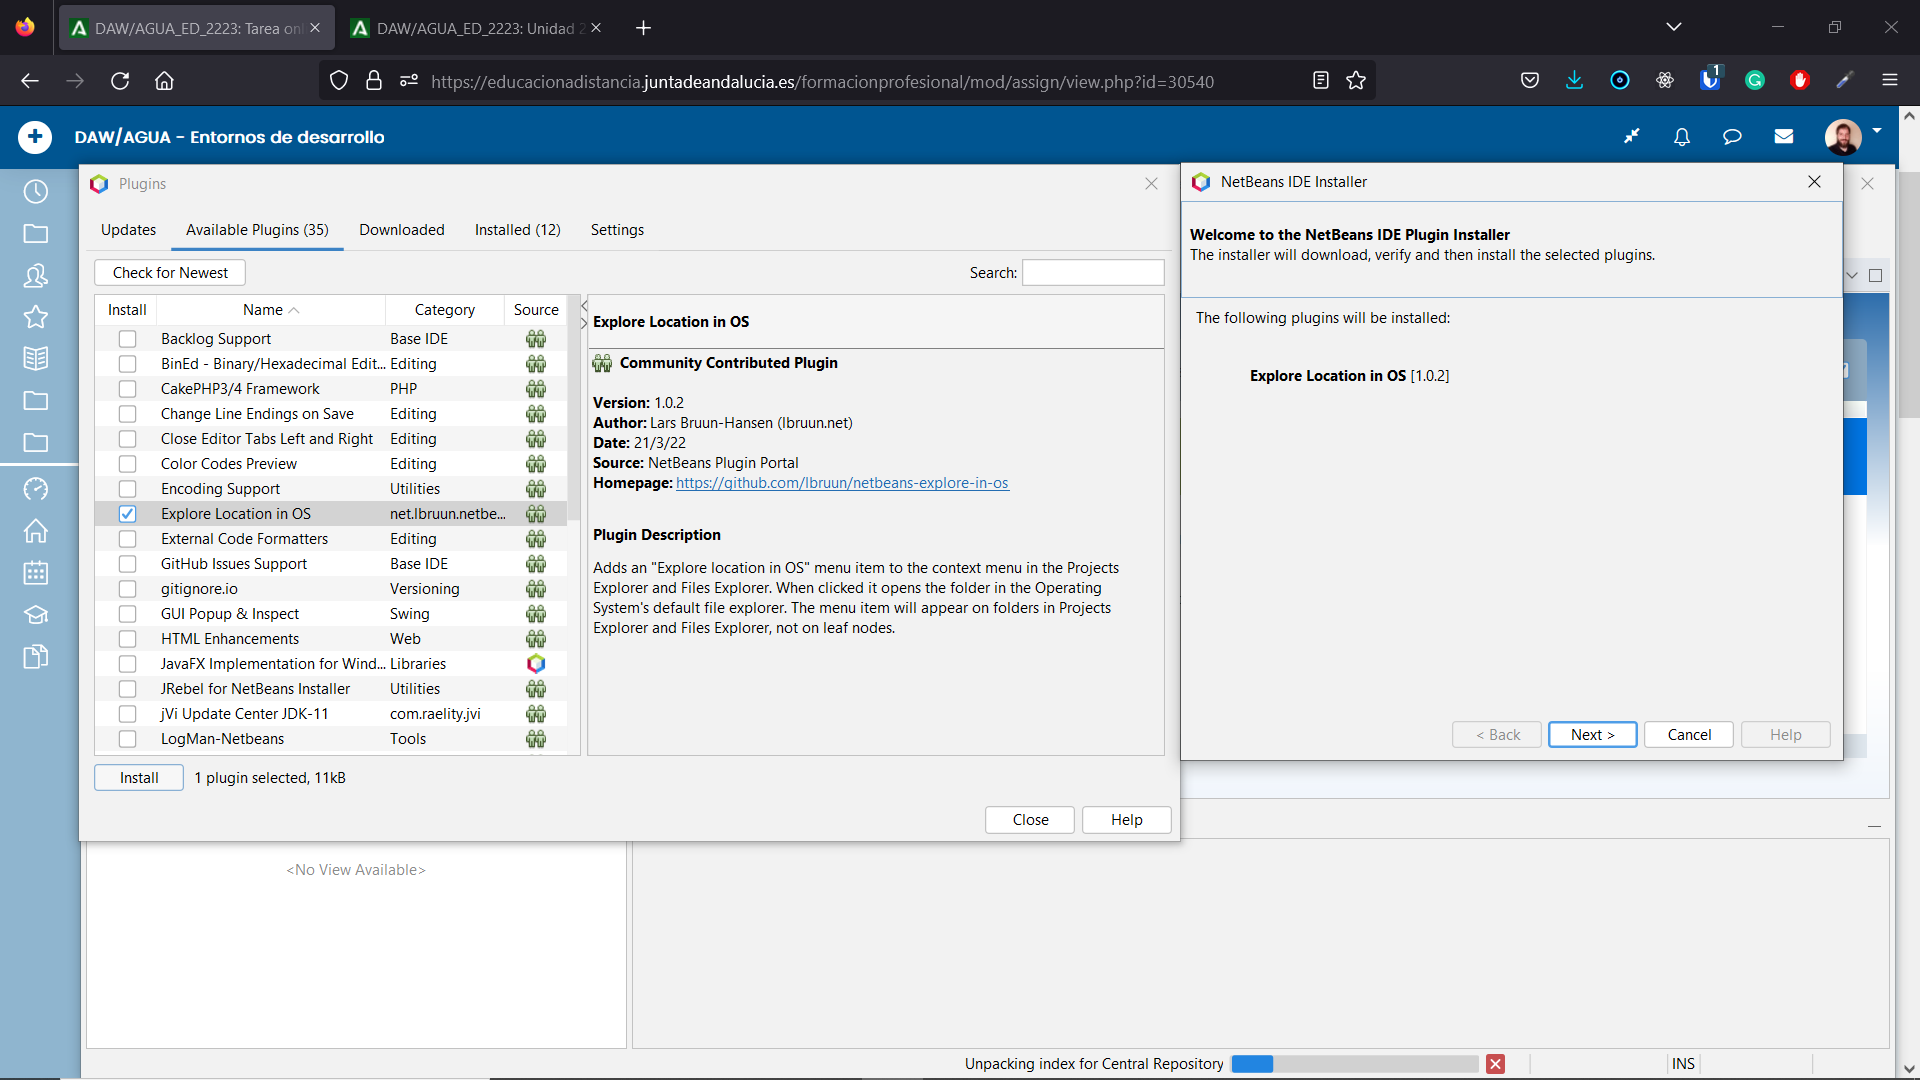 DAW/AGUA_ED_2223: Tarea onl
DAW/AGUA_ED_2223: Unidad 2
https://educacionadistancia.juntadeandalucia.es/formacionprofesional/mod/assign/view.php?id=30540
1
DAW/AGUA - Entornos de desarrollo
Plugins
Updates
Available Plugins (35)
Downloaded
Installed (12)
Settings
Check for Newest
Search:
Install Name Category Source
Backlog Support Base IDE
BinEd - Binary/Hexadecimal Edit... Editing
CakePHP3/4 Framework PHP
Change Line Endings on Save Editing
Close Editor Tabs Left and Right Editing
Color Codes Preview Editing
Encoding Support Utilities
Explore Location in OS net.lbruun.netbe...
External Code Formatters Editing
GitHub Issues Support Base IDE
gitignore.io Versioning
GUI Popup & Inspect Swing
HTML Enhancements Web
JavaFX Implementation for Wind... Libraries
JRebel for NetBeans Installer Utilities
jVi Update Center JDK-11 com.raelity.jvi
LogMan-Netbeans Tools
Install
1 plugin selected, 11kB
Explore Location in OS
Community Contributed Plugin
Version: 1.0.2
Author: Lars Bruun-Hansen (lbruun.net)
Date: 21/3/22
Source: NetBeans Plugin Portal
Homepage: https://github.com/lbruun/netbeans-explore-in-os
Plugin Description
Adds an "Explore location in OS" menu item to the context menu in the Projects
Explorer and Files Explorer. When clicked it opens the folder in the Operating
System's default file explorer. The menu item will appear on folders in Projects
Explorer and Files Explorer, not on leaf nodes.
Close
Help
NetBeans IDE Installer
Welcome to the NetBeans IDE Plugin Installer
The installer will download, verify and then install the selected plugins.
The following plugins will be installed:
Explore Location in OS [1.0.2]
< Back
Next >
Cancel
Help
<No View Available>
Unpacking index for Central Repository
INS